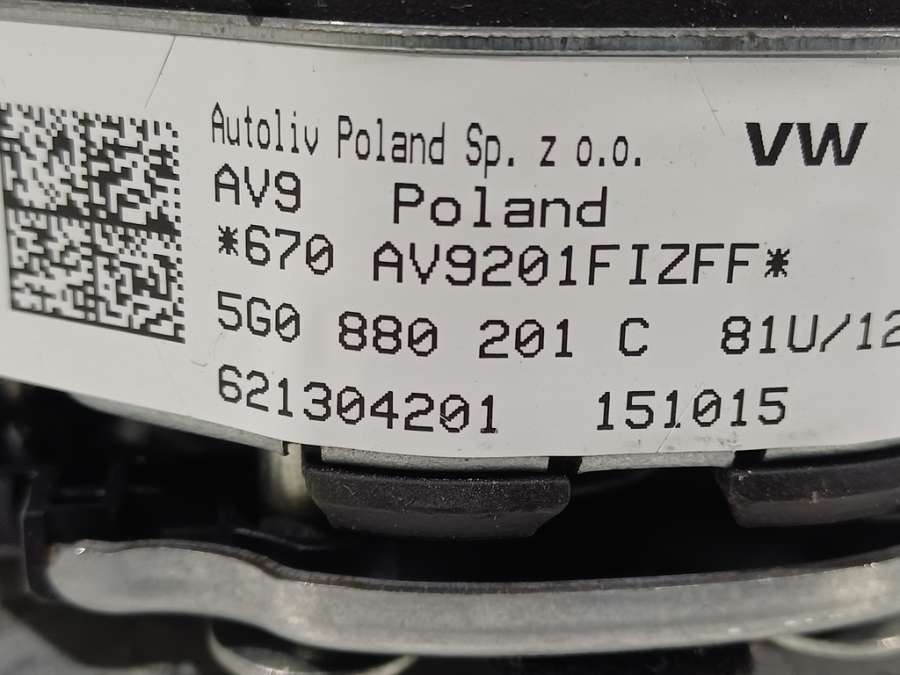 Autoliv Poland Sp. z o.o. VW
AV9 Poland
*670 AV9201FIZFF*
5G0 880 201 C 81U/12
621304201 151015